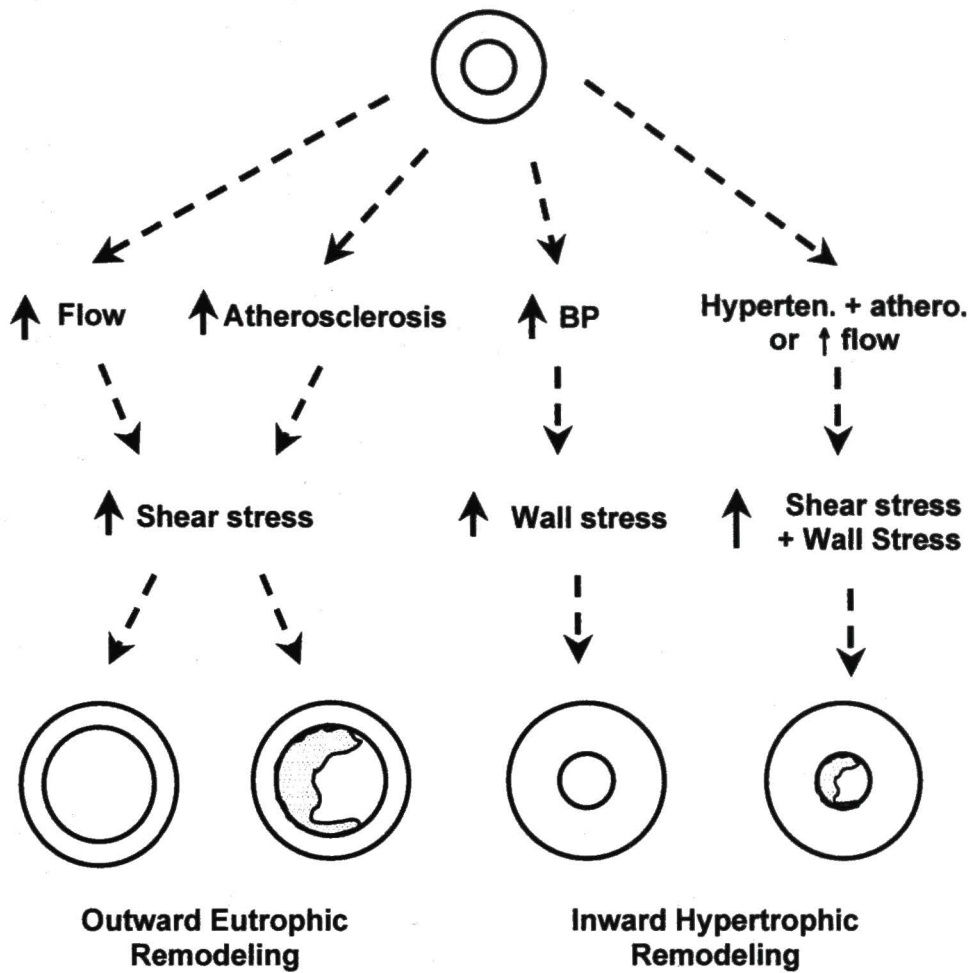 Flow
Atherosclerosis
BP
Hyperten. + athero.
or ↑ flow
Shear stress
Wall stress
Shear stress
+ Wall Stress
Outward Eutrophic
Remodeling
Inward Hypertrophic
Remodeling